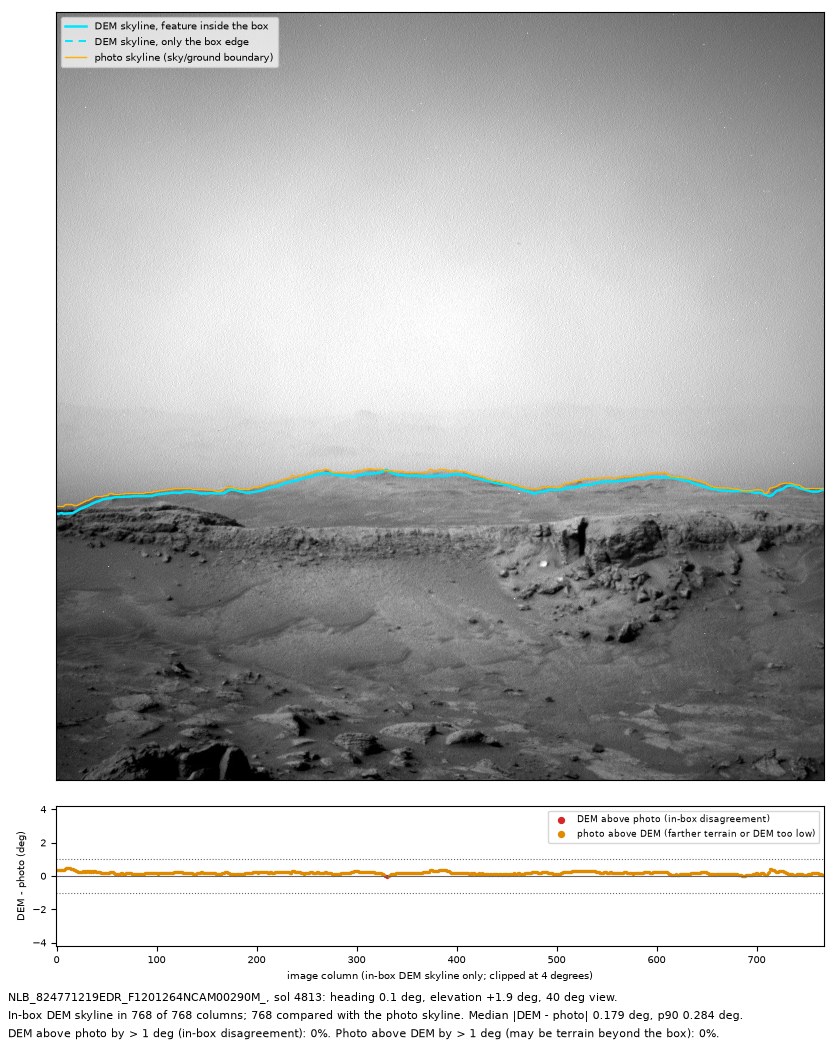 DEM skyline, feature inside the box
DEM skyline, only the box edge
photo skyline (sky/ground boundary)
4
2
0
−2
−4
DEM - photo (deg)
DEM above photo (in-box disagreement)
photo above DEM (farther terrain or DEM too low)
0 100 200 300 400 500 600 700
image column (in-box DEM skyline only; clipped at 4 degrees)
NLB_824771219EDR_F1201264NCAM00290M_, sol 4813: heading 0.1 deg, elevation +1.9 deg, 40 deg view.
In-box DEM skyline in 768 of 768 columns; 768 compared with the photo skyline. Median |DEM - photo| 0.179 deg, p90 0.284 deg.
DEM above photo by > 1 deg (in-box disagreement): 0%. Photo above DEM by > 1 deg (may be terrain beyond the box): 0%.